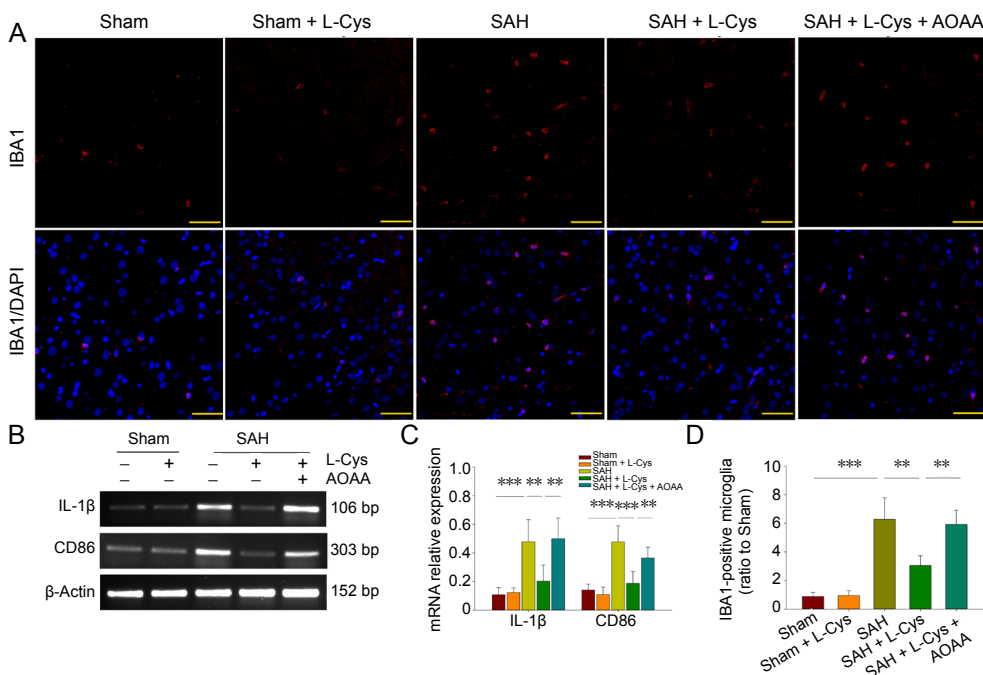 A
Sham
Sham + L-Cys
SAH
SAH + L-Cys
SAH + L-Cys + AOAA
IBA1
IBA1/DAPI
B
Sham
SAH
– + – + + L-Cys
+ AOAA
IL-1β
106 bp
CD86
303 bp
β-Actin
152 bp
C
mRNA relative expression
1.0
0.8
0.6
0.4
0.2
0
Sham
Sham + L-Cys
SAH
SAH + L-Cys
SAH + L-Cys + AOAA
*** ** **
*** *** **
IL-1β
CD86
D
IBA1-positive microglia
(ratio to Sham)
10
8
6
4
2
0
*** ** **
Sham
Sham + L-Cys
SAH
SAH + L-Cys
SAH + L-Cys +
AOAA